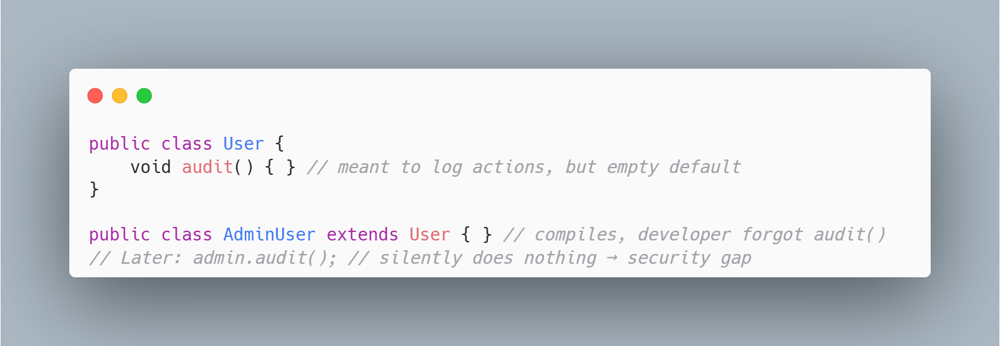 public class User {
    void audit() { } // meant to log actions, but empty default
}

public class AdminUser extends User { } // compiles, developer forgot audit()
// Later: admin.audit(); // silently does nothing → security gap